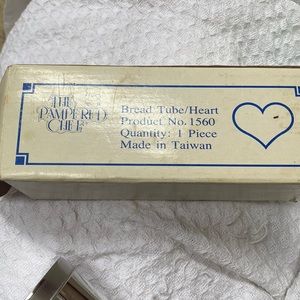 THE
PAMPERED
CHEF
Bread Tube/Heart
Product No. 1560
Quantity: 1 Piece
Made in Taiwan